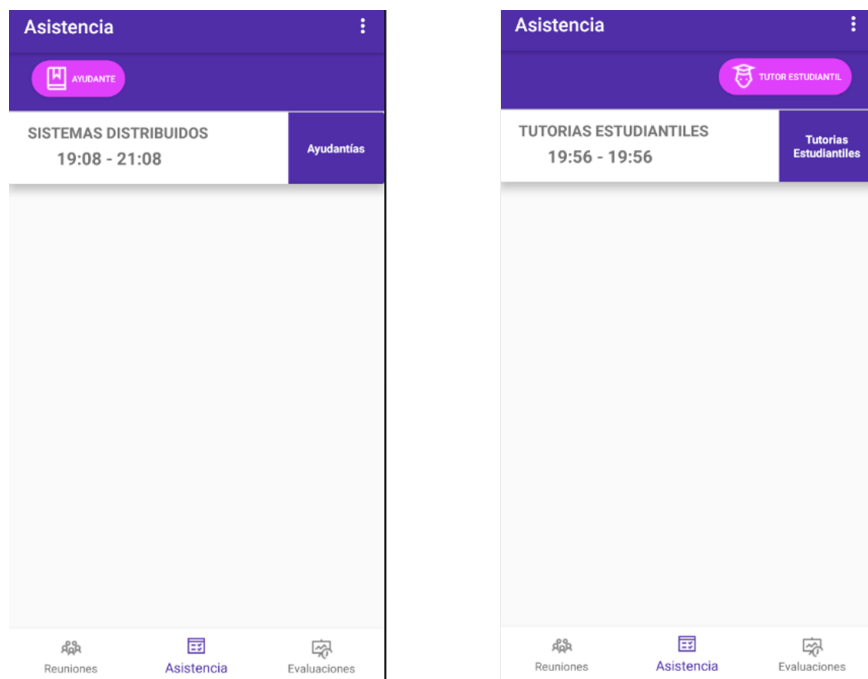 Asistencia
AYUDANTE
SISTEMAS DISTRIBUIDOS
19:08 - 21:08
Ayudantías
Reuniones
Asistencia
Evaluaciones
Asistencia
TUTOR ESTUDIANTIL
TUTORIAS ESTUDIANTILES
19:56 - 19:56
Tutorias
Estudiantiles
Reuniones
Asistencia
Evaluaciones